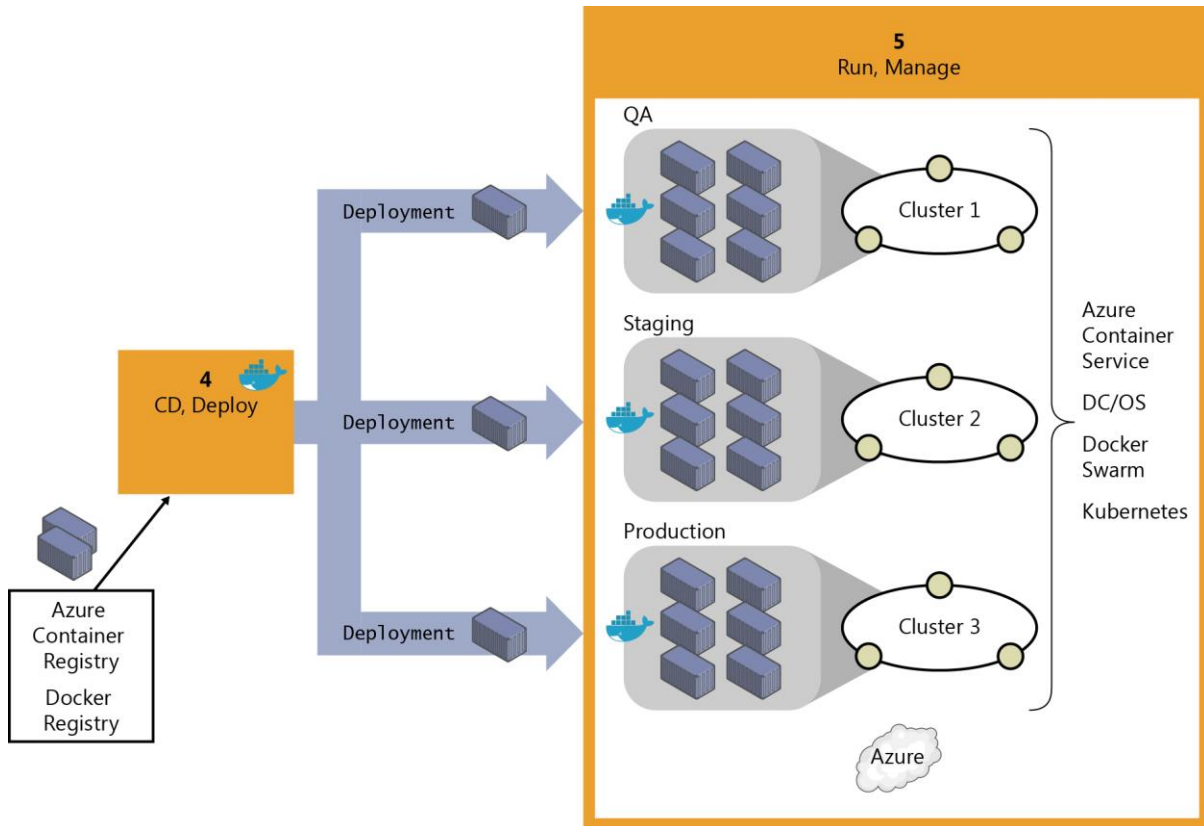 5
Run, Manage
QA
Deployment
Cluster 1
Staging
4
CD, Deploy
Deployment
Cluster 2
Azure
Container
Service
DC/OS
Docker
Swarm
Kubernetes
Production
Azure
Container
Registry
Docker
Registry
Deployment
Cluster 3
Azure